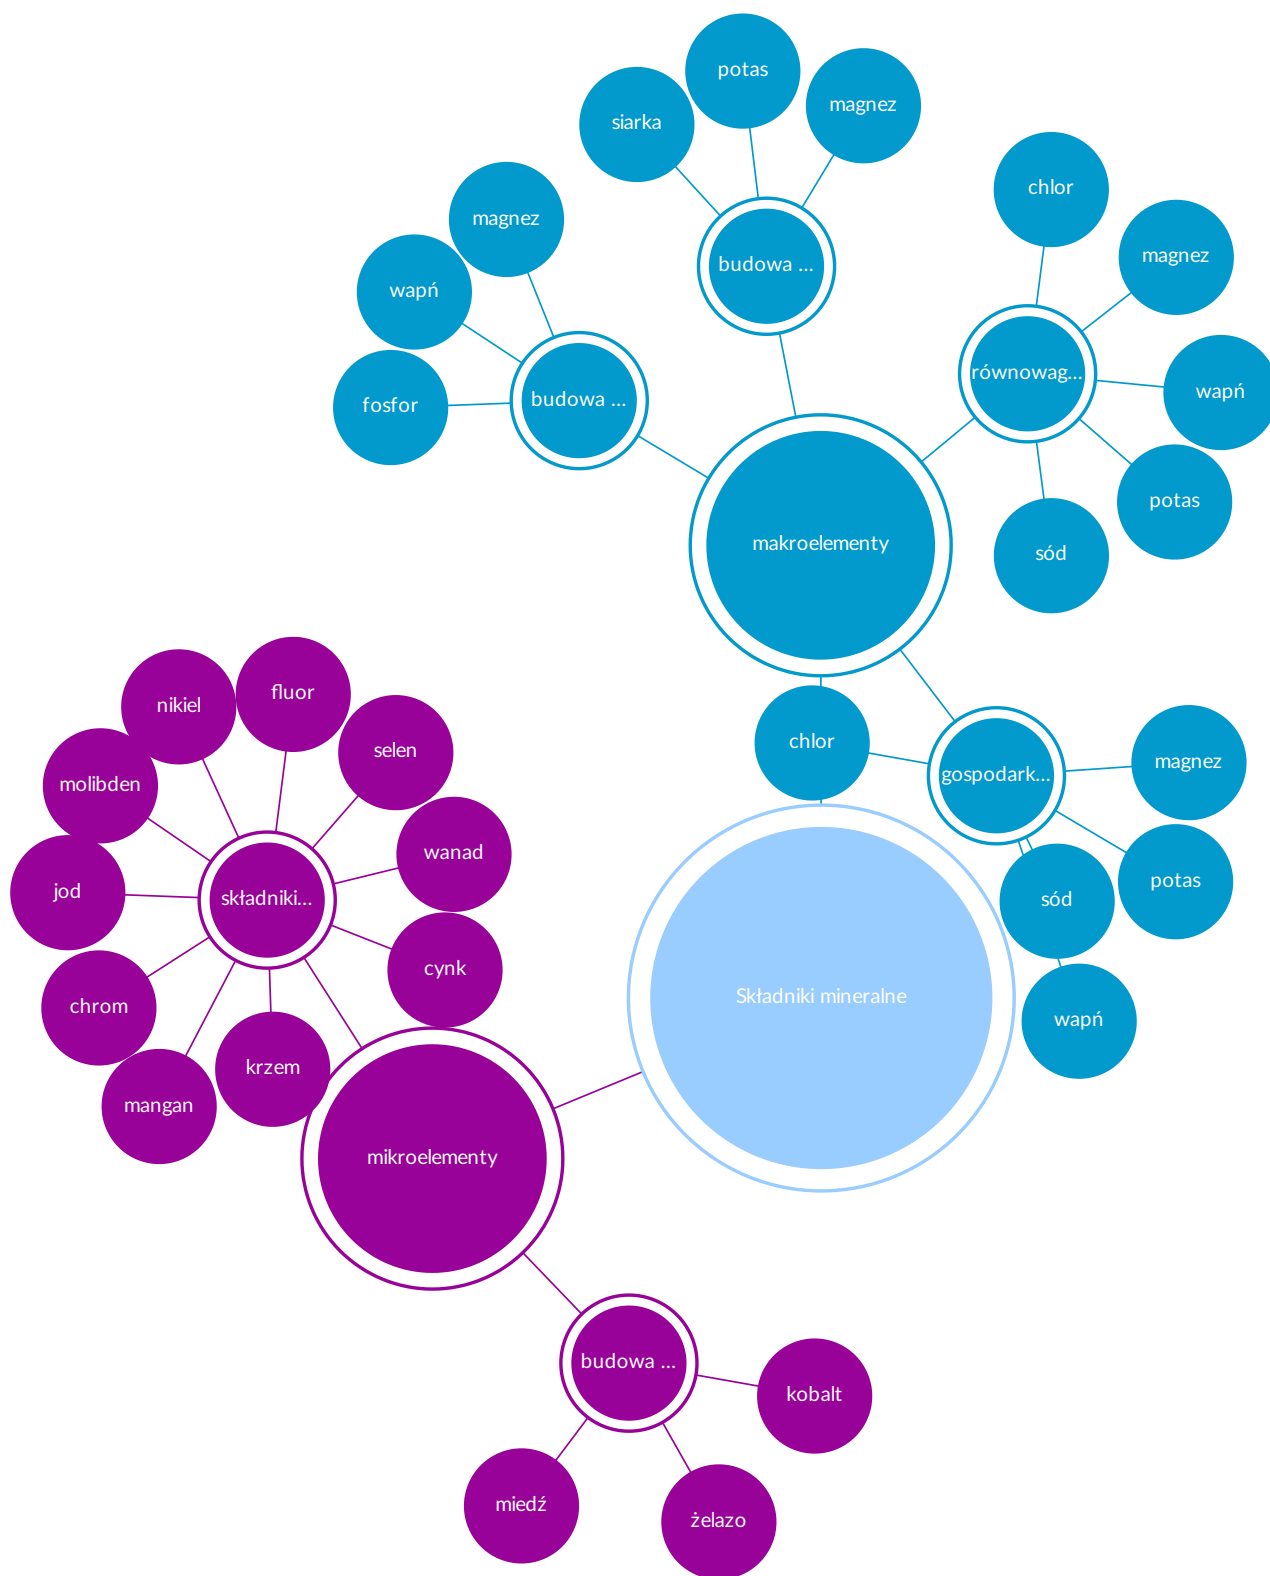 potas
magnez
siarka
chlor
magnez
magnez
budowa ...
wapń
równowag...
wapń
budowa ...
fosfor
potas
makroelementy
sód
fluor
nikiel
chlor
selen
magnez
gospodark...
molibden
wanad
potas
jod
składniki...
sód
cynk
Składniki mineralne
chrom
wapń
krzem
mangan
mikroelementy
budowa ...
kobalt
miedź
żelazo